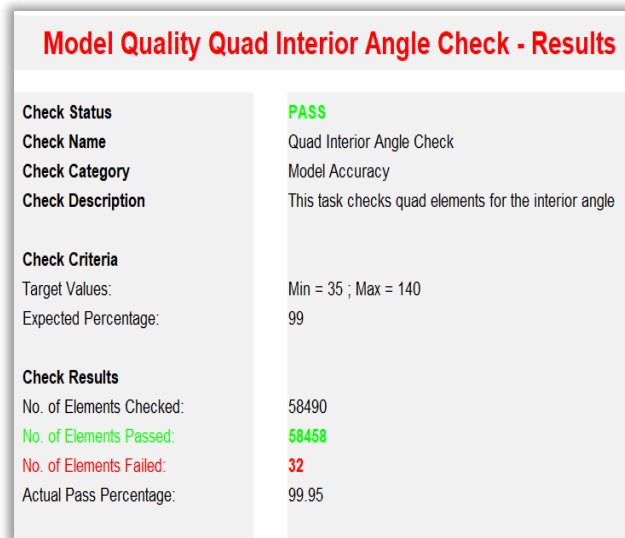 Model Quality Quad Interior Angle Check - Results
Check Status PASS
Check Name Quad Interior Angle Check
Check Category Model Accuracy
Check Description This task checks quad elements for the interior angle
Check Criteria
Target Values: Min = 35 ; Max = 140
Expected Percentage: 99
Check Results
No. of Elements Checked: 58490
No. of Elements Passed: 58458
No. of Elements Failed: 32
Actual Pass Percentage: 99.95